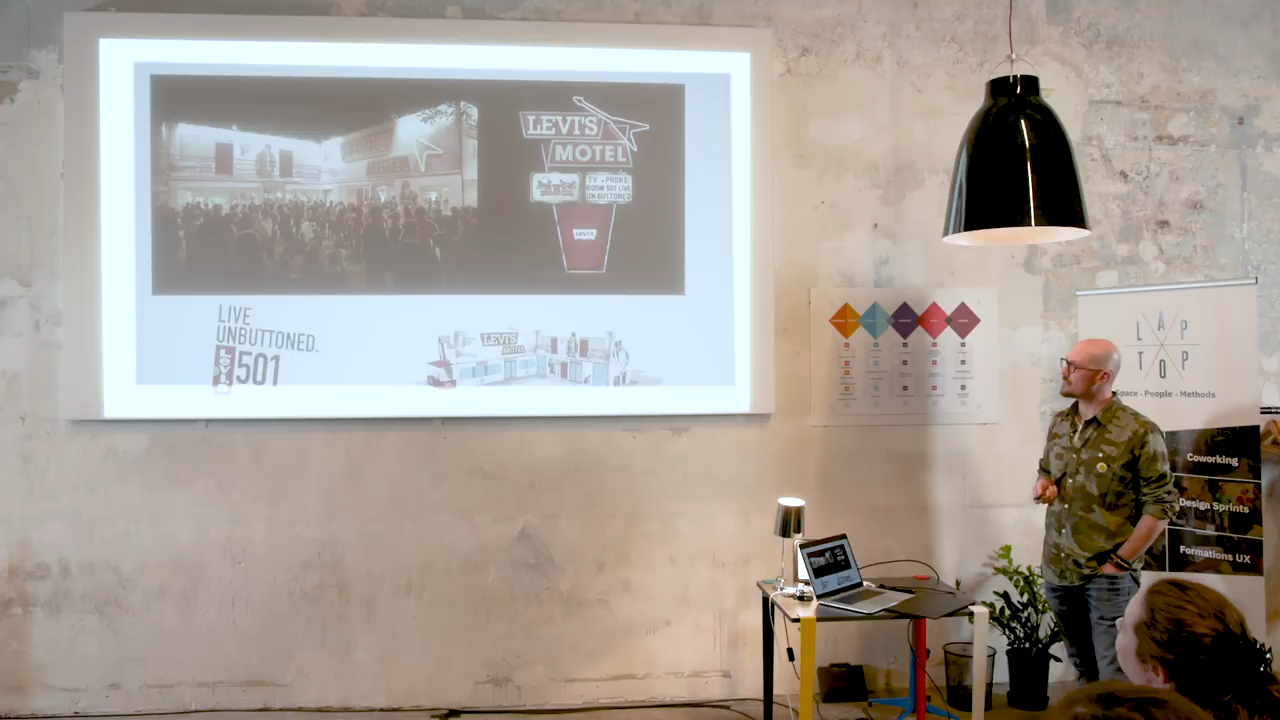 LEVI'S
MOTEL
TV - PHONE
ROOM 501 LIVE
UNBUTTONED
LEVI'S
LIVE
UNBUTTONED.
501
LEVI'S
MOTEL
L A P
T O P
Space - People - Methods
Coworking
Design Sprints
Formations UX